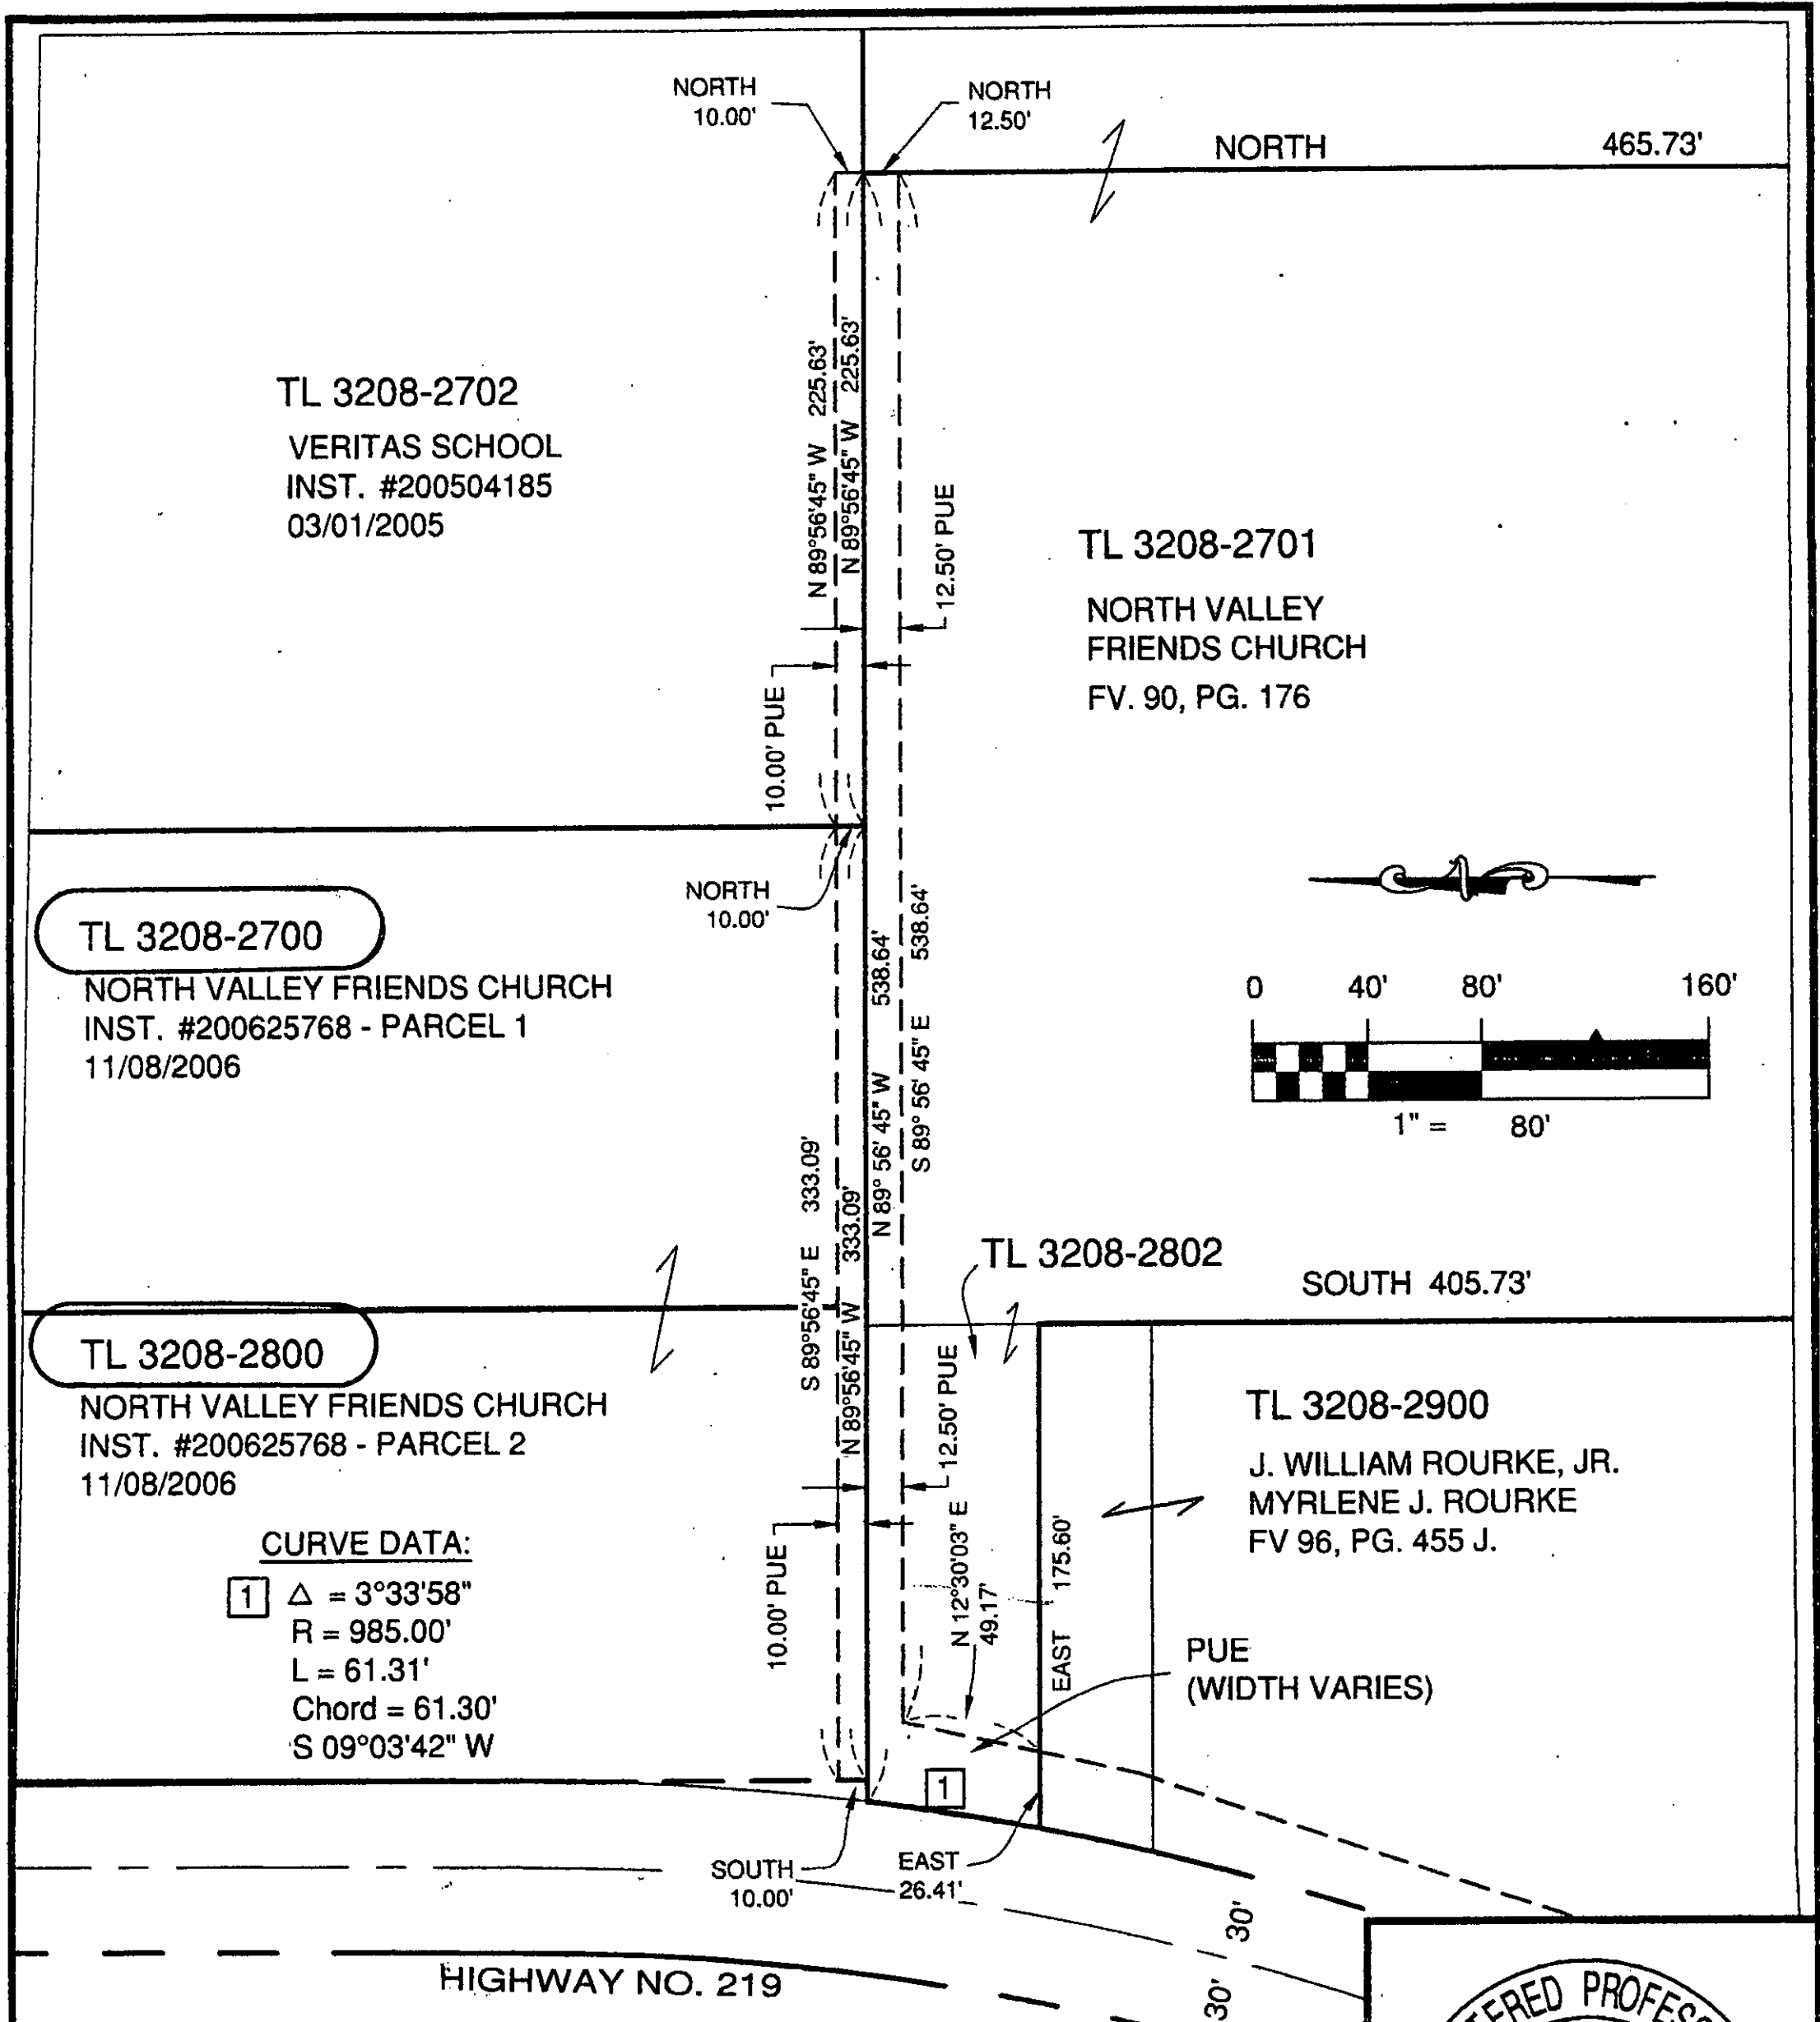 NORTH
10.00'
NORTH
12.50'
NORTH 465.73'
N 89°56'45" W 225.63'
N 89°56'45" W 225.63'
TL 3208-2702
VERITAS SCHOOL
INST. #200504185
03/01/2005
12.50' PUE
TL 3208-2701
NORTH VALLEY
FRIENDS CHURCH
FV. 90, PG. 176
10.00' PUE
NORTH
10.00'
TL 3208-2700
NORTH VALLEY FRIENDS CHURCH
INST. #200625768 - PARCEL 1
11/08/2006
N 89° 56' 45" W 538.64'
S 89° 56' 45" E 538.64'
0 40' 80' 160'
1" = 80'
S 89°56'45" E 333.09'
N 89°56'45" W 333.09'
TL 3208-2802
SOUTH 405.73'
TL 3208-2800
NORTH VALLEY FRIENDS CHURCH
INST. #200625768 - PARCEL 2
11/08/2006
12.50' PUE
TL 3208-2900
J. WILLIAM ROURKE, JR.
MYRLENE J. ROURKE
FV 96, PG. 455 J.
CURVE DATA:
1 Δ = 3°33'58"
R = 985.00'
L = 61.31'
Chord = 61.30'
S 09°03'42" W
10.00' PUE
N 12°30'03" E
49.17'
EAST 175.60'
PUE
(WIDTH VARIES)
1
SOUTH
10.00'
EAST
26.41'
30'
30'
HIGHWAY NO. 219